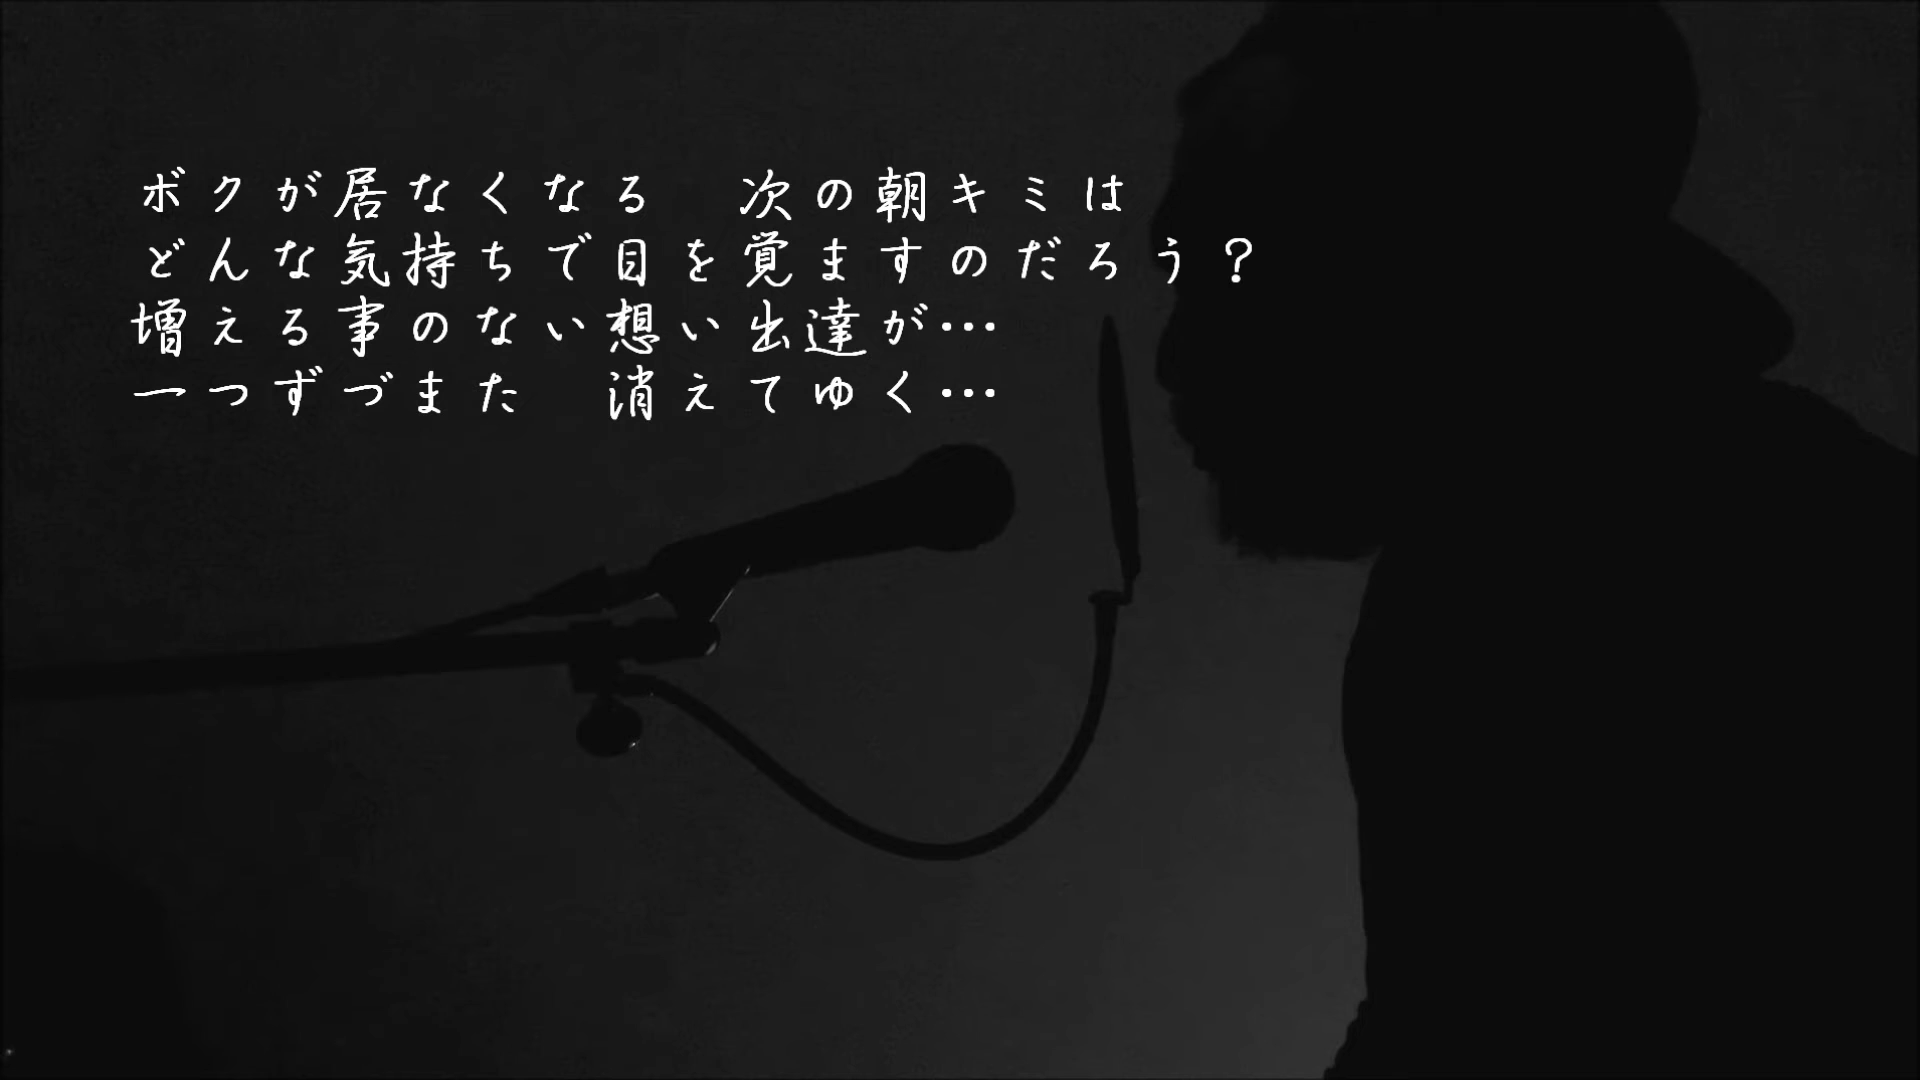 ボクが居なくなる　次の朝キミは
どんな気持ちで目を覚ますのだろう？
増える事のない想い出達が…
一つずづまた　消えてゆく…